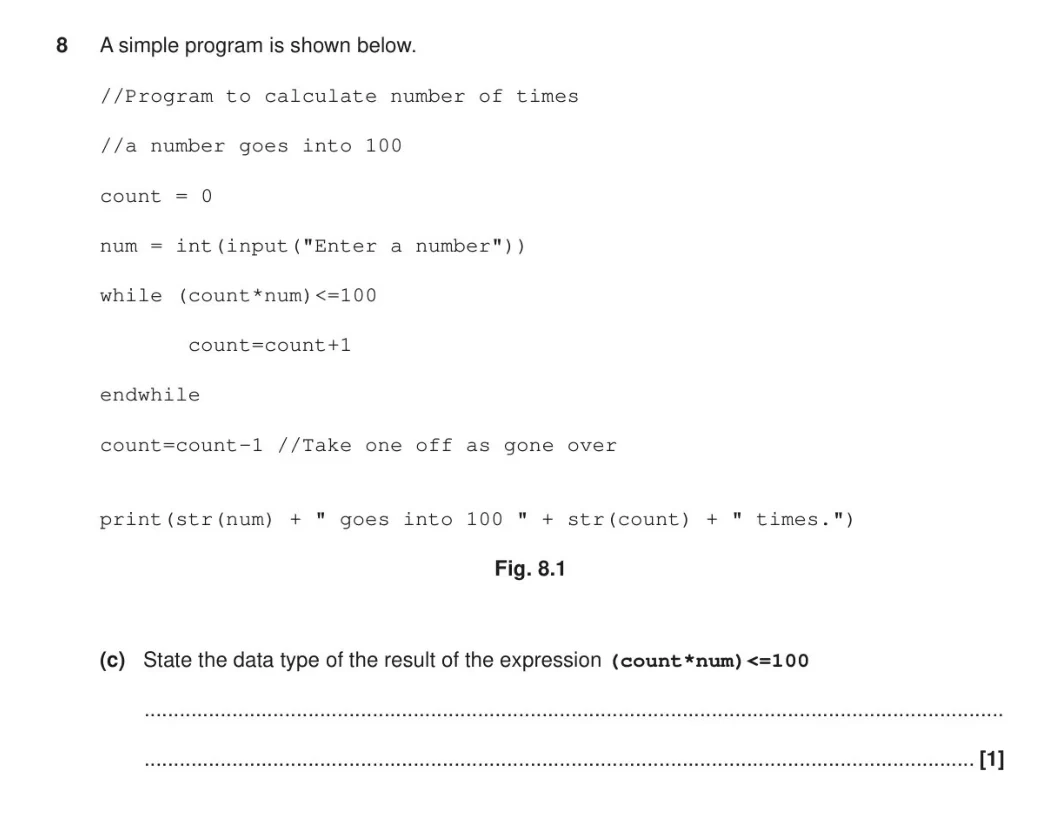 8 A simple program is shown below.
//Program to calculate number of times
//a number goes into 100
count = 0
num = int(input("Enter a number"))
while (count*num)<=100
count=count+1
endwhile
count=count-1 //Take one off as gone over
print(str(num) + " goes into 100 " + str(count) + " times.")
Fig. 8.1
(c) State the data type of the result of the expression (count*num)<=100
................................................................................
................................................................................ [1]